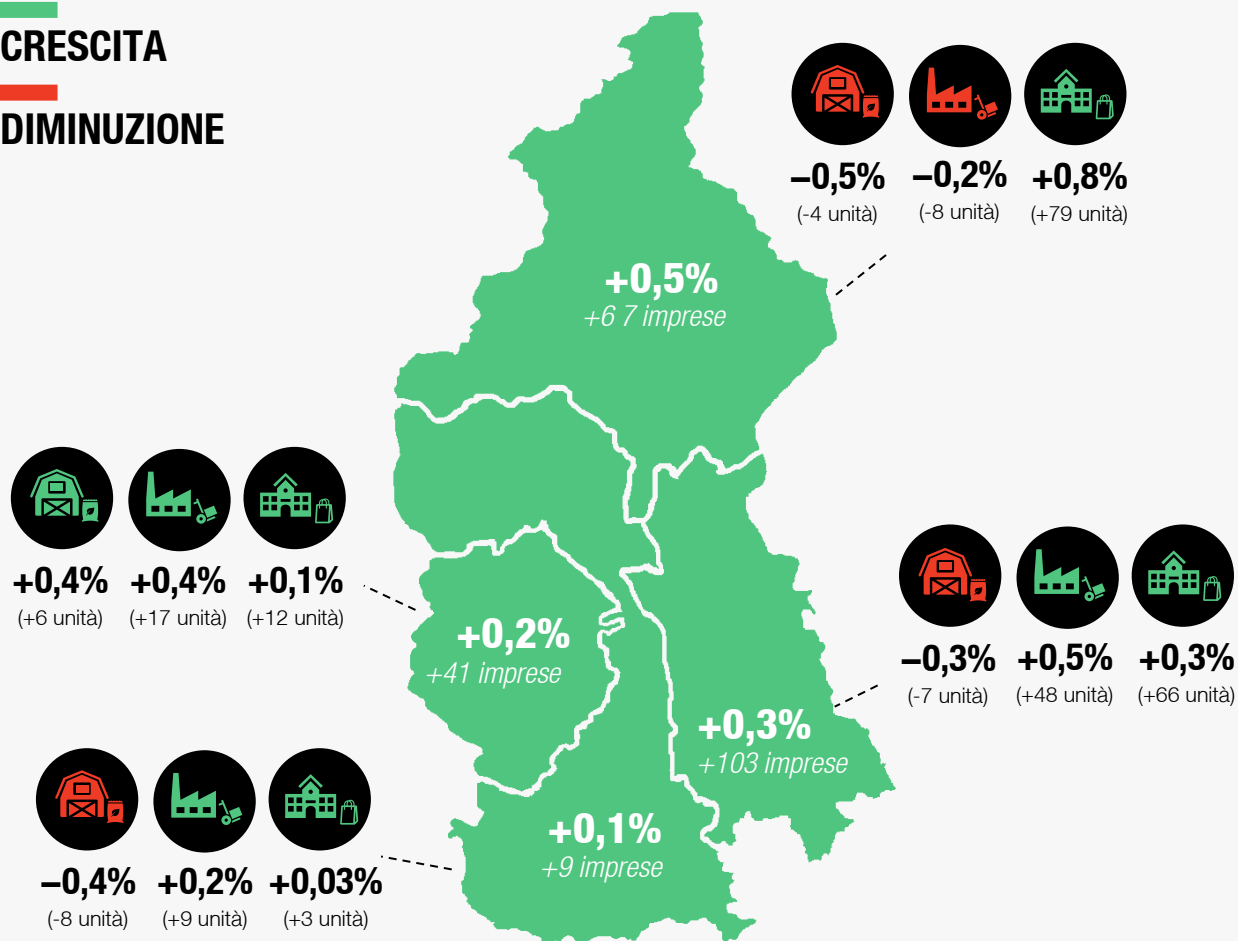 CRESCITA
DIMINUZIONE
−0,5% −0,2% +0,8%
(-4 unità) (-8 unità) (+79 unità)
+0,5%
+6 7 imprese
+0,4% +0,4% +0,1%
(+6 unità) (+17 unità) (+12 unità)
+0,2%
+41 imprese
−0,3% +0,5% +0,3%
(-7 unità) (+48 unità) (+66 unità)
+0,3%
+103 imprese
+0,1%
+9 imprese
−0,4% +0,2% +0,03%
(-8 unità) (+9 unità) (+3 unità)